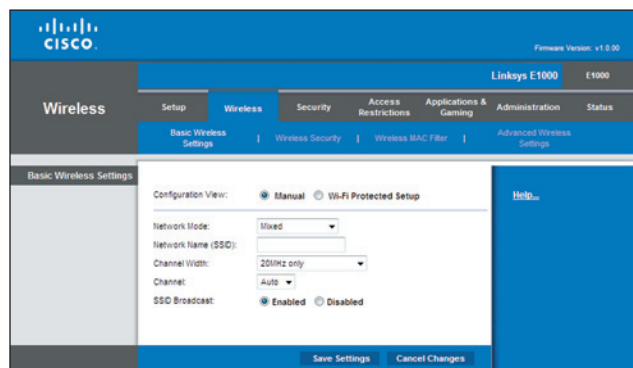 CISCO.
Firmware Version: v1.0.00
Linksys E1000 E1000
Wireless
Setup Wireless Security Access Restrictions Applications & Gaming Administration Status
Basic Wireless Settings | Wireless Security | Wireless MAC Filter | Advanced Wireless Settings
Basic Wireless Settings
Configuration View: Manual Wi-Fi Protected Setup
Help...
Network Mode: Mixed
Network Name (SSID):
Channel Width: 20MHz only
Channel: Auto
SSID Broadcast: Enabled Disabled
Save Settings Cancel Changes